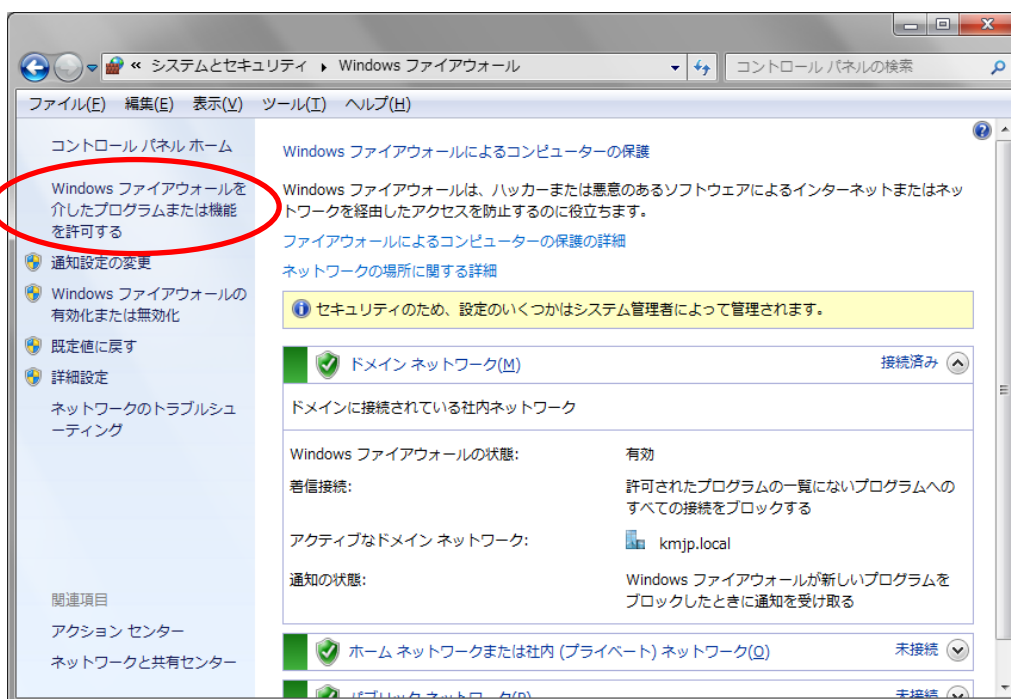 « システムとセキュリティ ▸ Windows ファイアウォール
コントロール パネルの検索
ファイル(F) 編集(E) 表示(V) ツール(T) ヘルプ(H)
コントロール パネル ホーム
Windows ファイアウォールを
介したプログラムまたは機能
を許可する
通知設定の変更
Windows ファイアウォールの
有効化または無効化
既定値に戻す
詳細設定
ネットワークのトラブルシュ
ーティング
関連項目
アクション センター
ネットワークと共有センター
Windows ファイアウォールによるコンピューターの保護
Windows ファイアウォールは、ハッカーまたは悪意のあるソフトウェアによるインターネットまたはネッ
トワークを経由したアクセスを防止するのに役立ちます。
ファイアウォールによるコンピューターの保護の詳細
ネットワークの場所に関する詳細
セキュリティのため、設定のいくつかはシステム管理者によって管理されます。
ドメイン ネットワーク(M) 接続済み
ドメインに接続されている社内ネットワーク
Windows ファイアウォールの状態: 有効
着信接続: 許可されたプログラムの一覧にないプログラムへの
すべての接続をブロックする
アクティブなドメイン ネットワーク: kmjp.local
通知の状態: Windows ファイアウォールが新しいプログラムを
ブロックしたときに通知を受け取る
ホーム ネットワークまたは社内 (プライベート) ネットワーク(O) 未接続
パブリック ネットワーク(P) 未接続